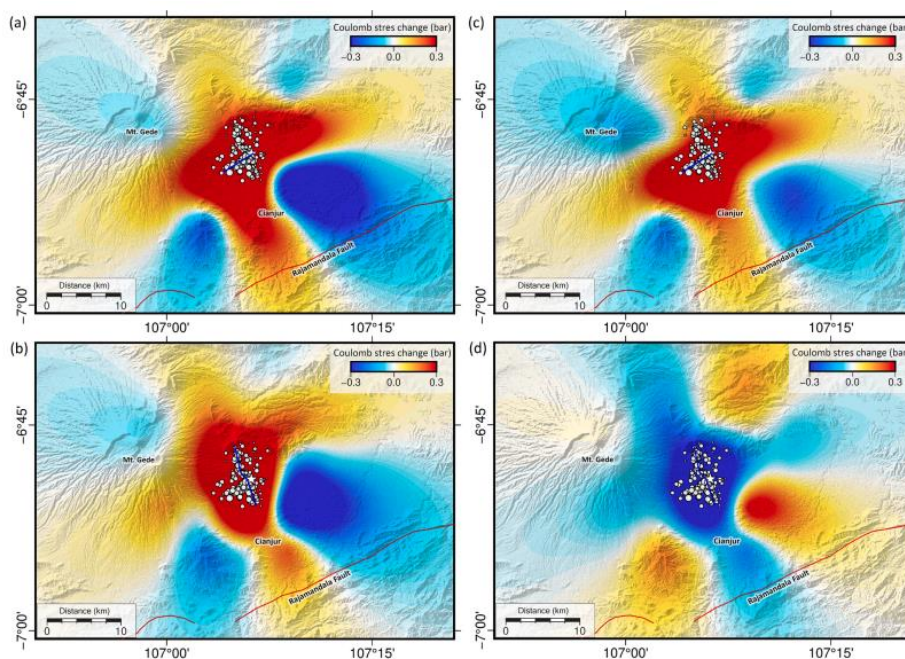 (a)
Coulomb stres change (bar)
−0.3 0.0 0.3
−6°45'
Mt. Gede
Cianjur
Rajamandala Fault
Distance (km)
0 10
−7°00'
107°00' 107°15'
(c)
Coulomb stres change (bar)
−0.3 0.0 0.3
−6°45'
Mt. Gede
Cianjur
Rajamandala Fault
Distance (km)
0 10
−7°00'
107°00' 107°15'
(b)
Coulomb stres change (bar)
−0.3 0.0 0.3
−6°45'
Mt. Gede
Cianjur
Rajamandala Fault
Distance (km)
0 10
−7°00'
107°00' 107°15'
(d)
Coulomb stres change (bar)
−0.3 0.0 0.3
−6°45'
Mt. Gede
Cianjur
Rajamandala Fault
Distance (km)
0 10
−7°00'
107°00' 107°15'